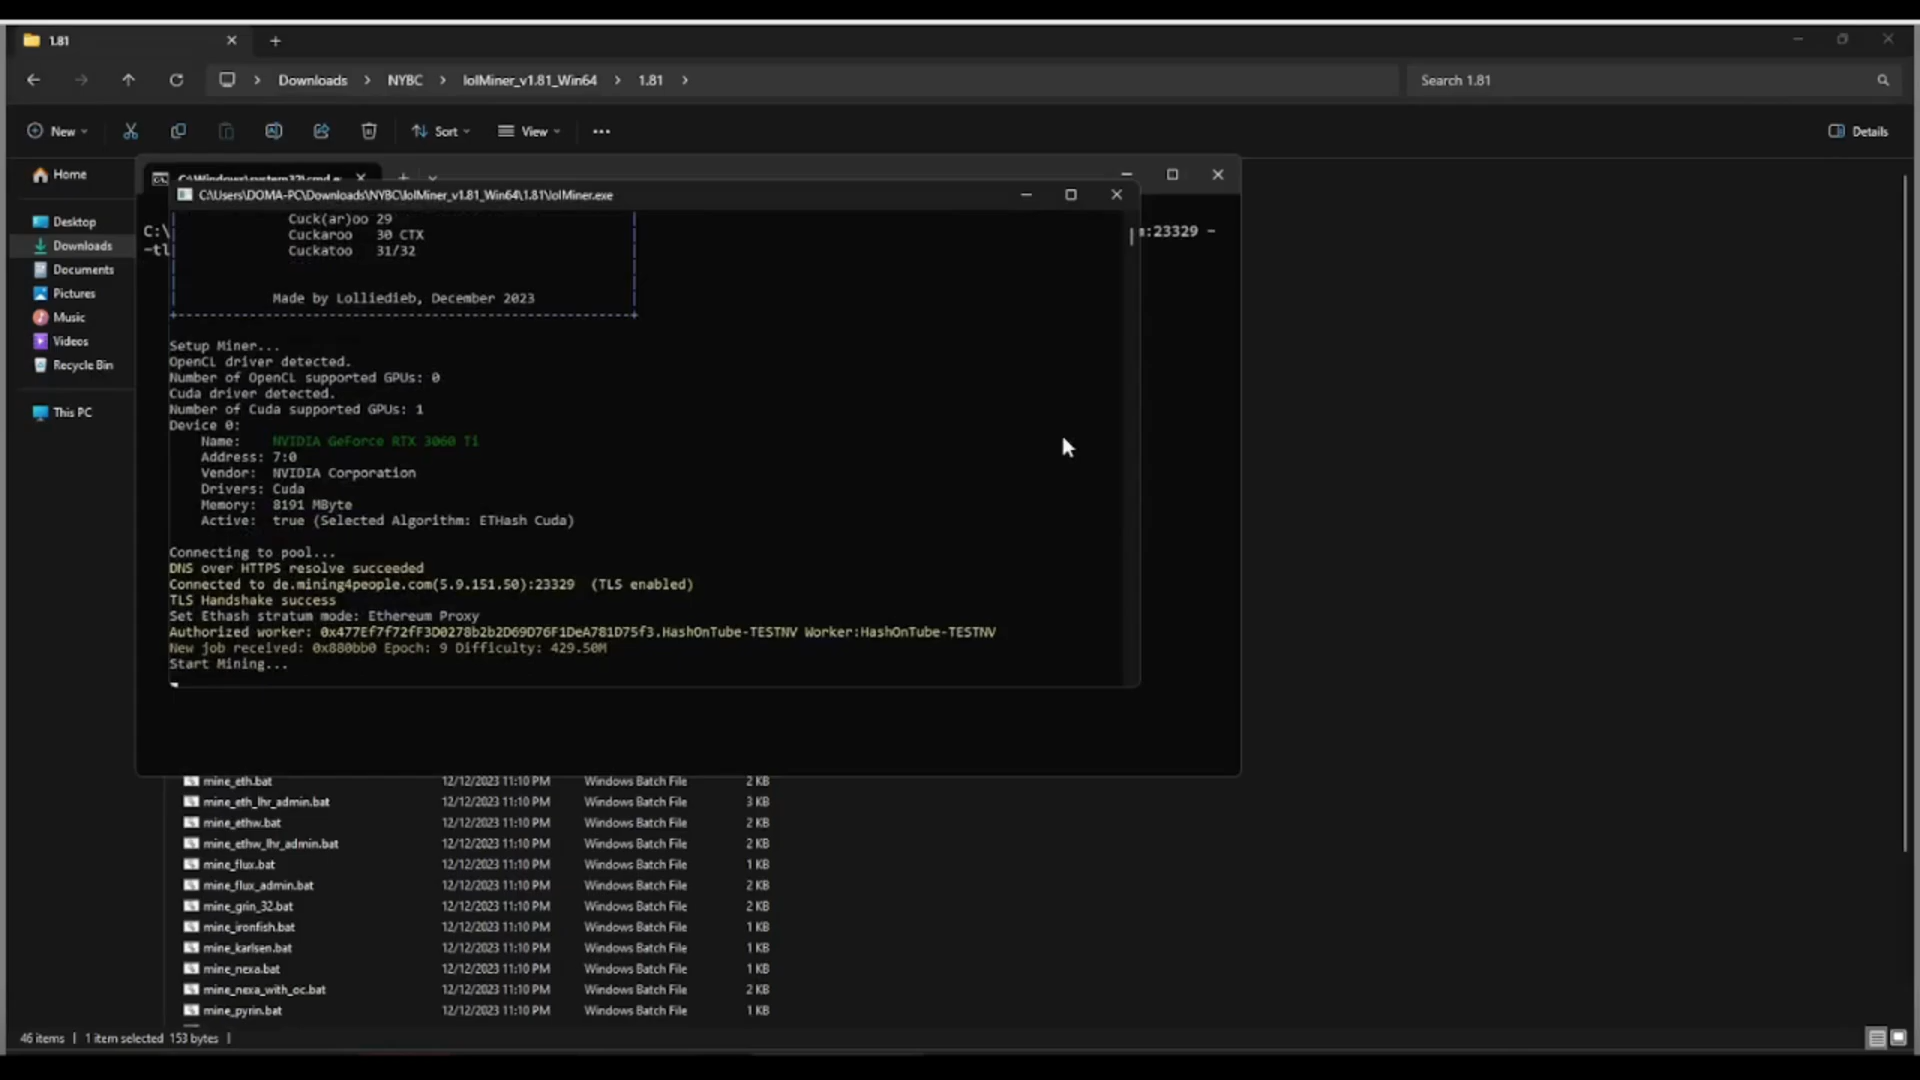 1.81
Downloads > NYBC > lolMiner_v1.81_Win64 > 1.81 >
Search 1.81
New
Sort
View
Details
Home
Desktop
Downloads
Documents
Pictures
Music
Videos
Recycle Bin
This PC
C:\Windows\system32\cmd.e
C:\
:23329 -
-tl
C:\Users\DOMA-PC\Downloads\NYBC\lolMiner_v1.81_Win64\1.81\lolMiner.exe
Cuck(ar)oo 29
Cuckaroo 30 CTX
Cuckatoo 31/32
Made by Lolliedieb, December 2023
Setup Miner...
OpenCL driver detected.
Number of OpenCL supported GPUs: 0
Cuda driver detected.
Number of Cuda supported GPUs: 1
Device 0:
Name: NVIDIA GeForce RTX 3060 Ti
Address: 7:0
Vendor: NVIDIA Corporation
Drivers: Cuda
Memory: 8191 MByte
Active: true (Selected Algorithm: ETHash Cuda)
Connecting to pool...
DNS over HTTPS resolve succeeded
Connected to de.mining4people.com(5.9.151.50):23329 (TLS enabled)
TLS Handshake success
Set Ethash stratum mode: Ethereum Proxy
Authorized worker: 0x477Ef7f72fF3D0278b2b2D69D76F1DeA781D75f3.HashOnTube-TESTNV Worker:HashOnTube-TESTNV
New job received: 0x880bb0 Epoch: 9 Difficulty: 429.50M
Start Mining...
mine_eth.bat 12/12/2023 11:10 PM Windows Batch File 2 KB
mine_eth_lhr_admin.bat 12/12/2023 11:10 PM Windows Batch File 3 KB
mine_ethw.bat 12/12/2023 11:10 PM Windows Batch File 2 KB
mine_ethw_lhr_admin.bat 12/12/2023 11:10 PM Windows Batch File 2 KB
mine_flux.bat 12/12/2023 11:10 PM Windows Batch File 1 KB
mine_flux_admin.bat 12/12/2023 11:10 PM Windows Batch File 2 KB
mine_grin_32.bat 12/12/2023 11:10 PM Windows Batch File 2 KB
mine_ironfish.bat 12/12/2023 11:10 PM Windows Batch File 1 KB
mine_karlsen.bat 12/12/2023 11:10 PM Windows Batch File 1 KB
mine_nexa.bat 12/12/2023 11:10 PM Windows Batch File 1 KB
mine_nexa_with_oc.bat 12/12/2023 11:10 PM Windows Batch File 2 KB
mine_pyrin.bat 12/12/2023 11:10 PM Windows Batch File 1 KB
46 items | 1 item selected 153 bytes |